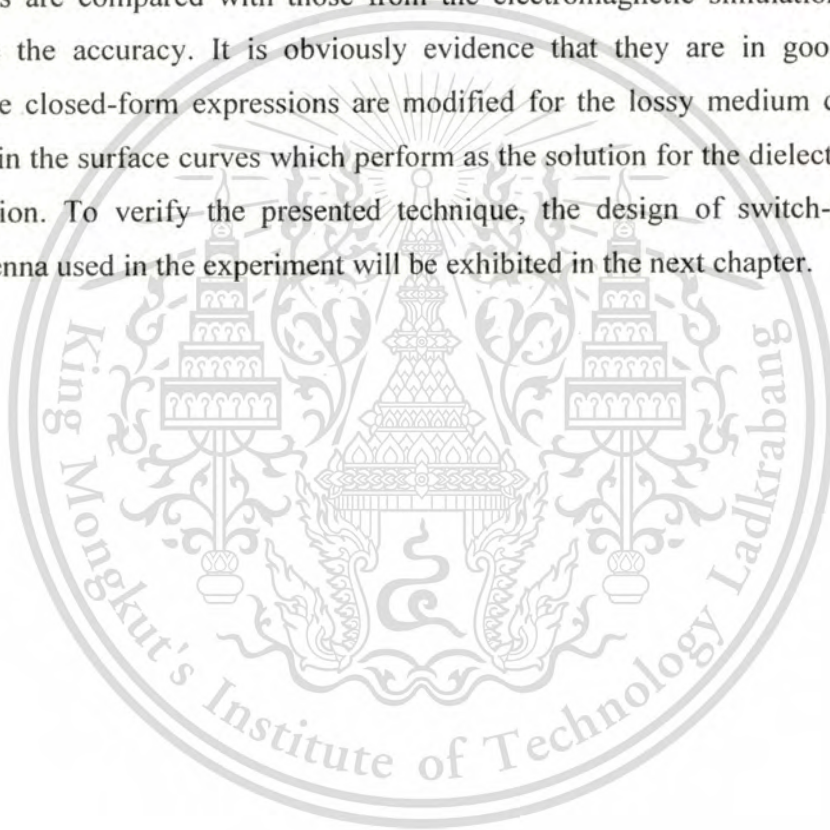 are compared with those from the electromagnetic simulation
the accuracy. It is obviously evidence that they are in goo
closed-form expressions are modified for the lossy medium
in the surface curves which perform as the solution for the dielect
ion. To verify the presented technique, the design of switch-
enna used in the experiment will be exhibited in the next chapter.
King Mongkut's Institute of Technology Ladkrabang